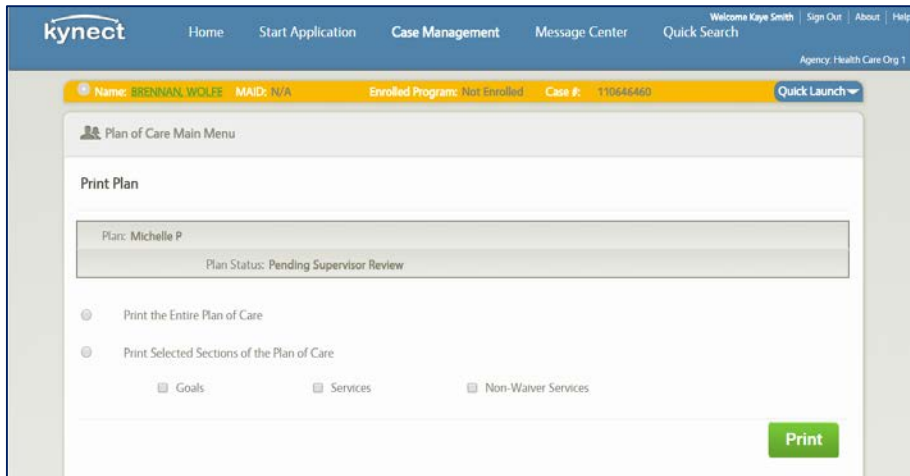 Welcome Kaye Smith | Sign Out | About | Help
kynect Home Start Application Case Management Message Center Quick Search
Agency: Health Care Org 1
Name: BRENNAN, WOLFE MAID: N/A Enrolled Program: Not Enrolled Case #: 110646460 Quick Launch
Plan of Care Main Menu
Print Plan
Plan: Michelle P
Plan Status: Pending Supervisor Review
Print the Entire Plan of Care
Print Selected Sections of the Plan of Care
Goals Services Non-Waiver Services
Print